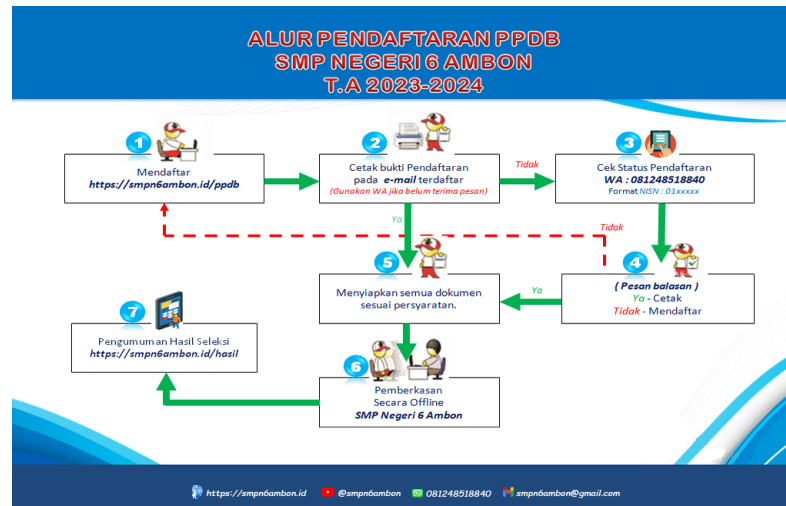 ALUR PENDAFTARAN PPDB
SMP NEGERI 6 AMBON
T.A 2023-2024
1
Mendaftar
https://smpn6ambon.id/ppdb
2
Cetak bukti Pendaftaran
pada e-mail terdaftar
(Gunakan WA jika belum terima pesan)
Tidak
3
Cek Status Pendaftaran
WA : 081248518840
Format NISN : 01xxxxx
Ya
Tidak
4
( Pesan balasan )
Ya - Cetak
Tidak - Mendaftar
Ya
5
Menyiapkan semua dokumen
sesuai persyaratan.
6
Pemberkasan
Secara Offline
SMP Negeri 6 Ambon
7
Pengumuman Hasil Seleksi
https://smpn6ambon.id/hasil
https://smpn6ambon.id @smpn6ambon 081248518840 smpn6ambon@gmail.com